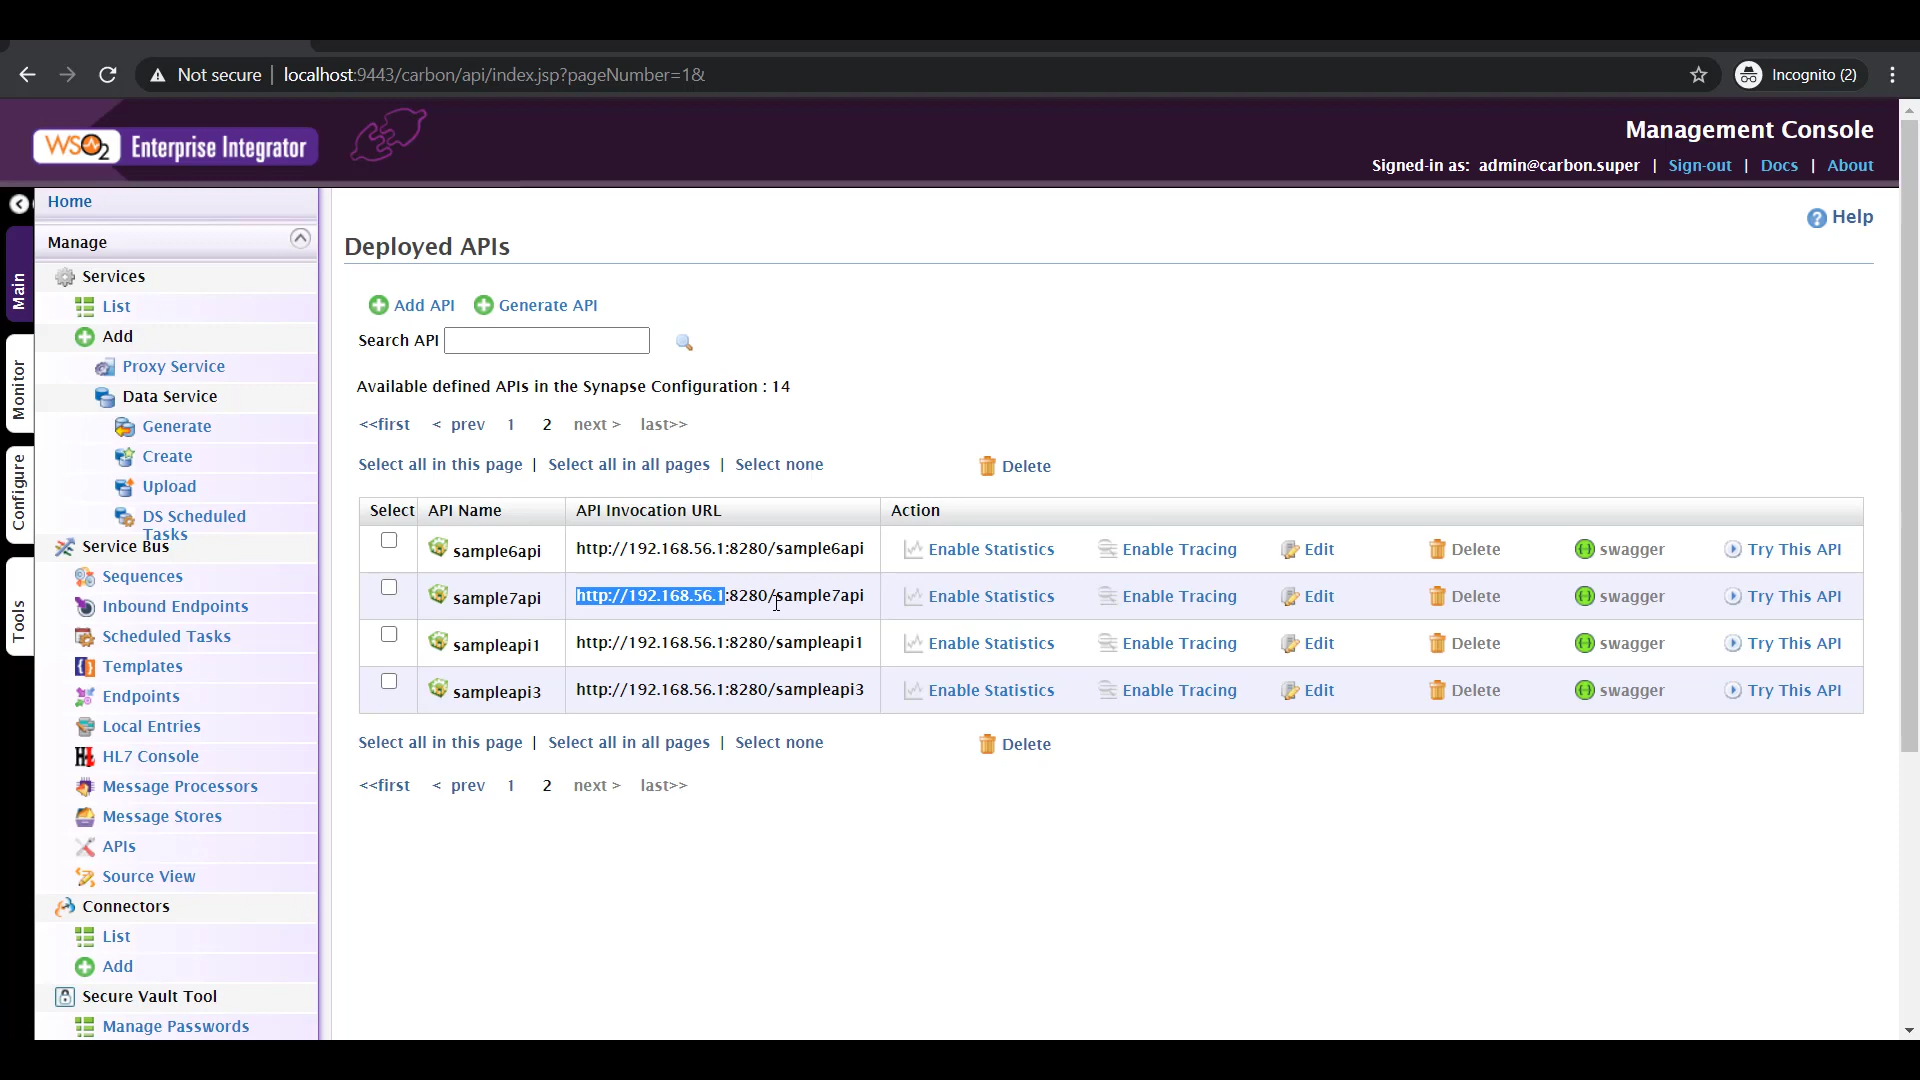 Not secure | localhost:9443/carbon/api/index.jsp?pageNumber=1& Incognito (2)
WSO2 Enterprise Integrator
Management Console
Signed-in as: admin@carbon.super | Sign-out | Docs | About
Main
Monitor
Configure
Tools
Home
Manage
Services
List
Add
Proxy Service
Data Service
Generate
Create
Upload
DS Scheduled
Tasks
Service Bus
Sequences
Inbound Endpoints
Scheduled Tasks
Templates
Endpoints
Local Entries
HL7 Console
Message Processors
Message Stores
APIs
Source View
Connectors
List
Add
Secure Vault Tool
Manage Passwords
Help
Deployed APIs
Add API Generate API
Search API
Available defined APIs in the Synapse Configuration : 14
<<first < prev 1 2 next > last>>
Select all in this page | Select all in all pages | Select none Delete
Select API Name API Invocation URL Action
sample6api http://192.168.56.1:8280/sample6api Enable Statistics Enable Tracing Edit Delete swagger Try This API
sample7api http://192.168.56.1:8280/sample7api Enable Statistics Enable Tracing Edit Delete swagger Try This API
sampleapi1 http://192.168.56.1:8280/sampleapi1 Enable Statistics Enable Tracing Edit Delete swagger Try This API
sampleapi3 http://192.168.56.1:8280/sampleapi3 Enable Statistics Enable Tracing Edit Delete swagger Try This API
Select all in this page | Select all in all pages | Select none Delete
<<first < prev 1 2 next > last>>